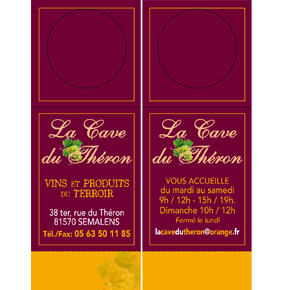 La Cave
du Théron
VINS ET PRODUITS
DU TERROIR
38 ter, rue du Théron
81570 SEMALENS
Tél./Fax: 05 63 50 11 85
La Cave
du Théron
VOUS ACCUEILLE
du mardi au samedi
9h / 12h - 15h / 19h.
Dimanche 10h / 12h
Fermé le lundi
lacavedutheron@orange.fr